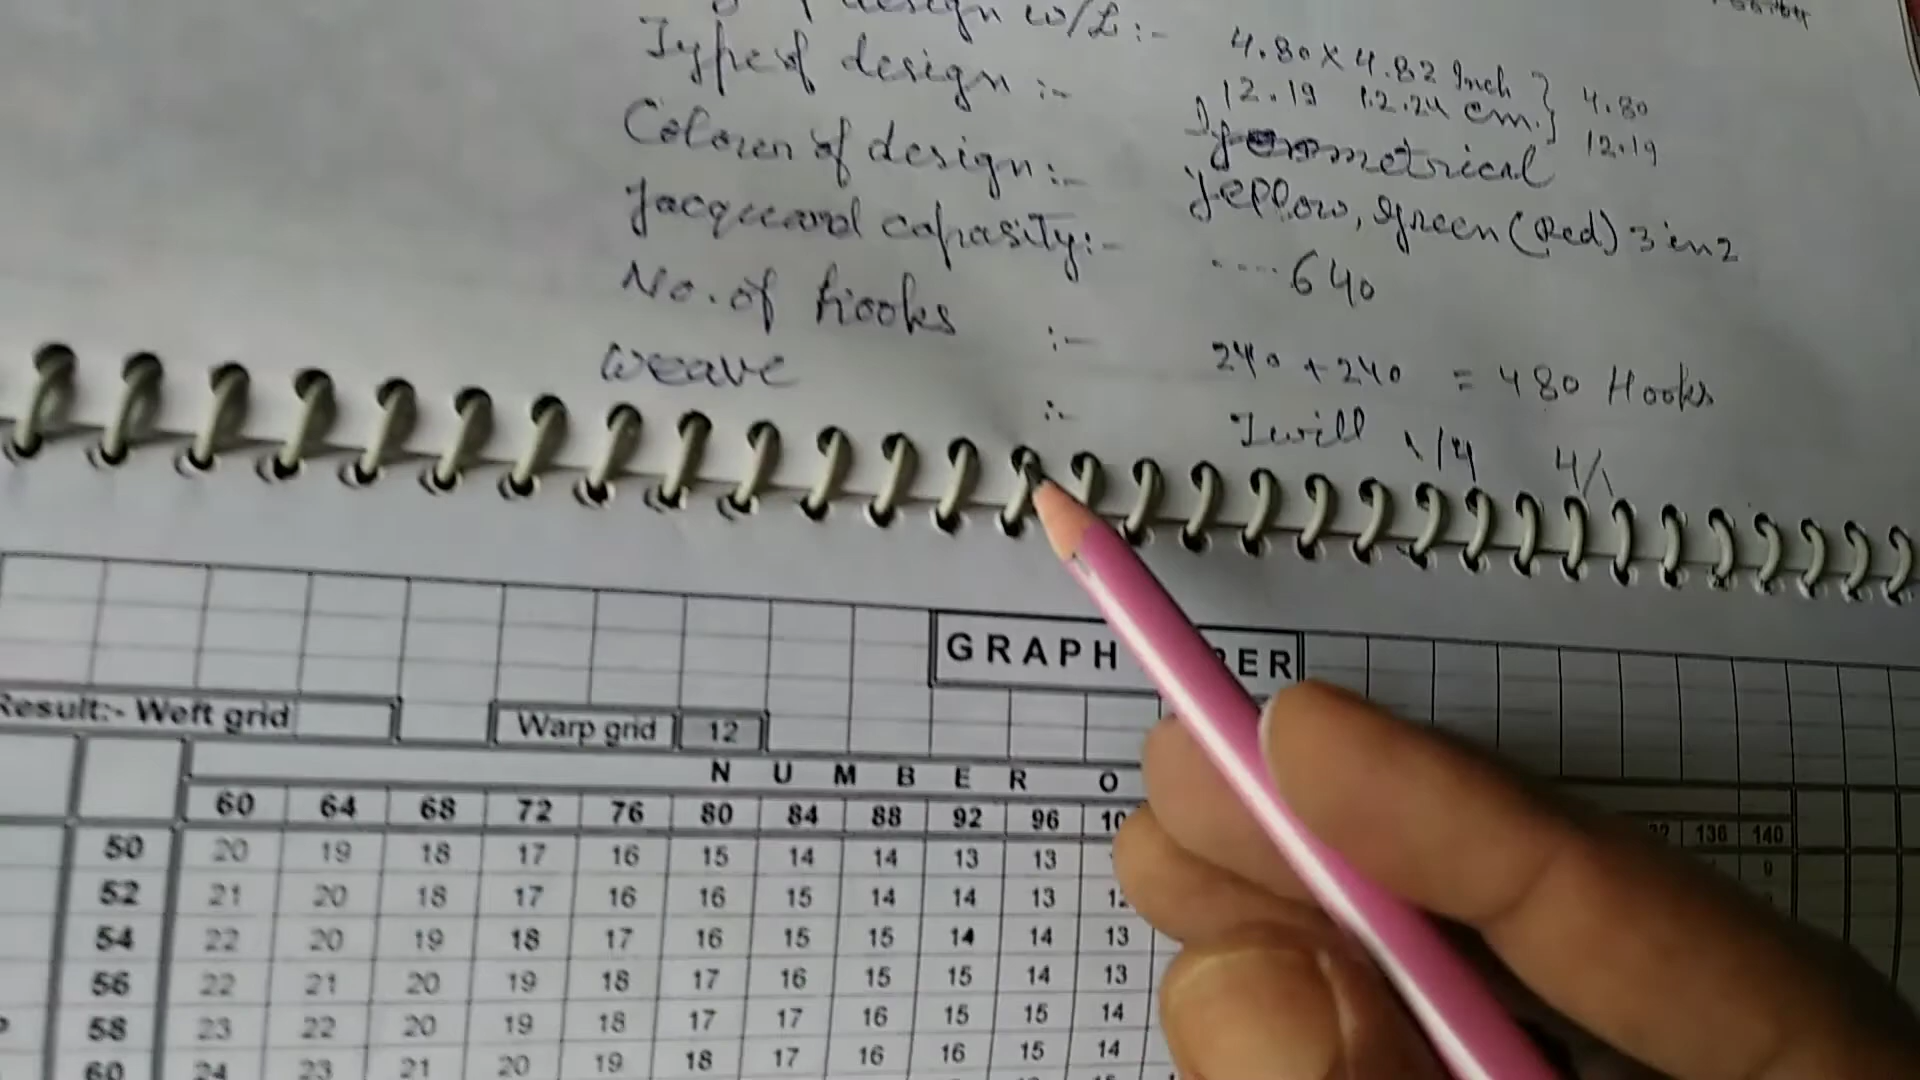 design w/L:- 4.80 x 4.82 Inch } 4.80
12.19 12.24 cm. } 12.19
Type of design :- Geometrical
Colour of design:- Yellow, Green (Red) 3 in 2
Jacquard capasity:- ....640
No. of hooks :- 240 + 240 = 480 Hooks
Weave :- Twill 1/4 4/1
GRAPH
Result:- Weft grid Warp grid 12
NUMBER O
60 64 68 72 76 80 84 88 92 96 136 140
50 20 19 18 17 16 15 14 14 13 13
52 21 20 18 17 16 16 15 14 14 13
54 22 20 19 18 17 16 15 15 14 14 13
56 22 21 20 19 18 17 16 15 15 14 13
58 23 22 20 19 18 17 17 16 15 15 14
60 24 23 21 20 19 18 17 16 16 15 14